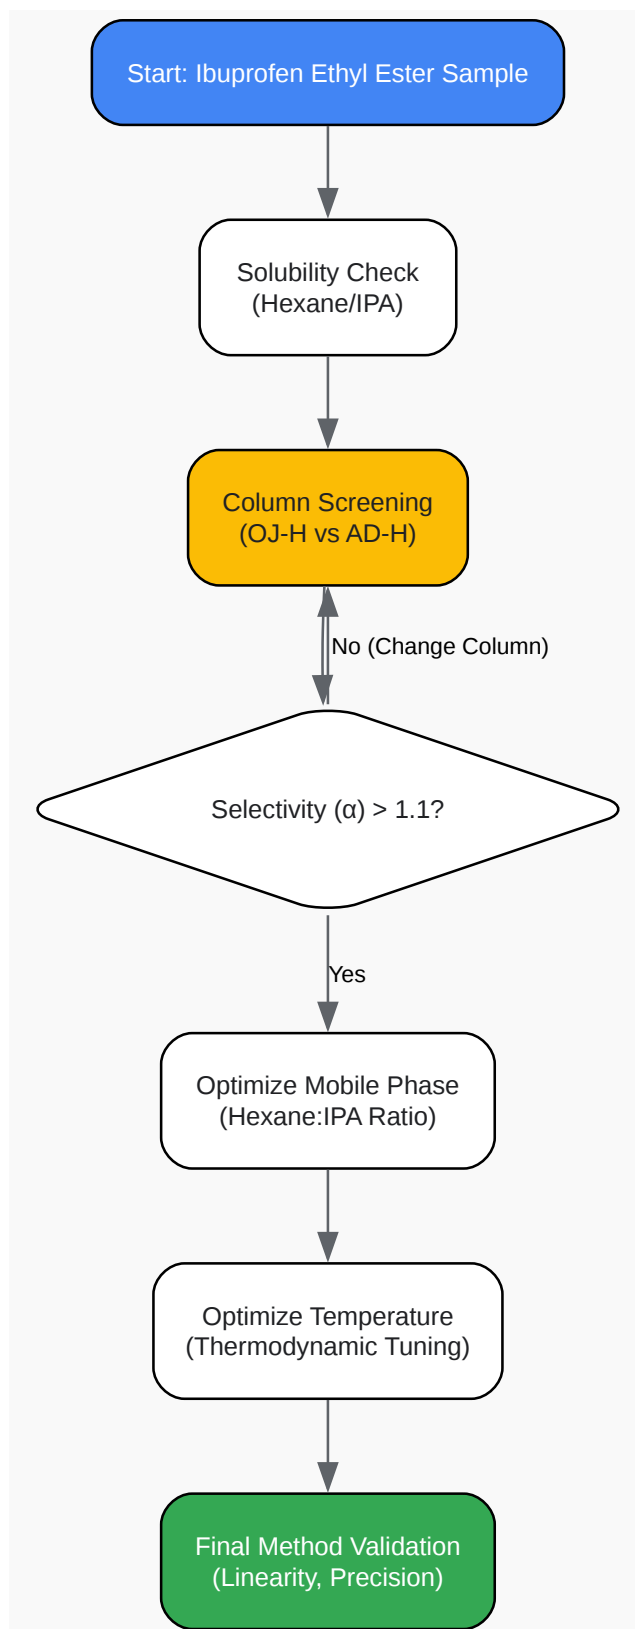 Start: Ibuprofen Ethyl Ester Sample
Solubility Check
(Hexane/IPA)
Column Screening
(OJ-H vs AD-H)
No (Change Column)
Selectivity (α) > 1.1?
Yes
Optimize Mobile Phase
(Hexane:IPA Ratio)
Optimize Temperature
(Thermodynamic Tuning)
Final Method Validation
(Linearity, Precision)